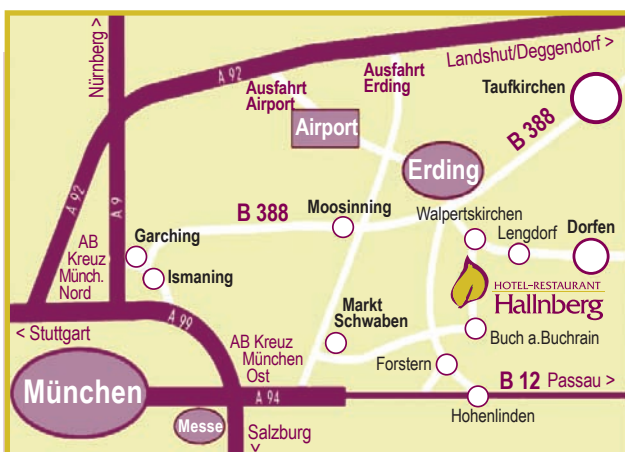 Nürnberg >
Landshut/Deggendorf >
A 92
Ausfahrt
Airport
Ausfahrt
Erding
Taufkirchen
Airport
B 388
Erding
A 92
A 9
B 388
Moosinning
Walpertskirchen
Lengdorf
Dorfen
AB
Kreuz
Münch.
Nord
Garching
Ismaning
HOTEL-RESTAURANT
Hallnberg
A 99
Markt
Schwaben
< Stuttgart
AB Kreuz
München
Ost
Buch a.Buchrain
Forstern
München
A 94
B 12 Passau >
Messe
Salzburg
>
Hohenlinden